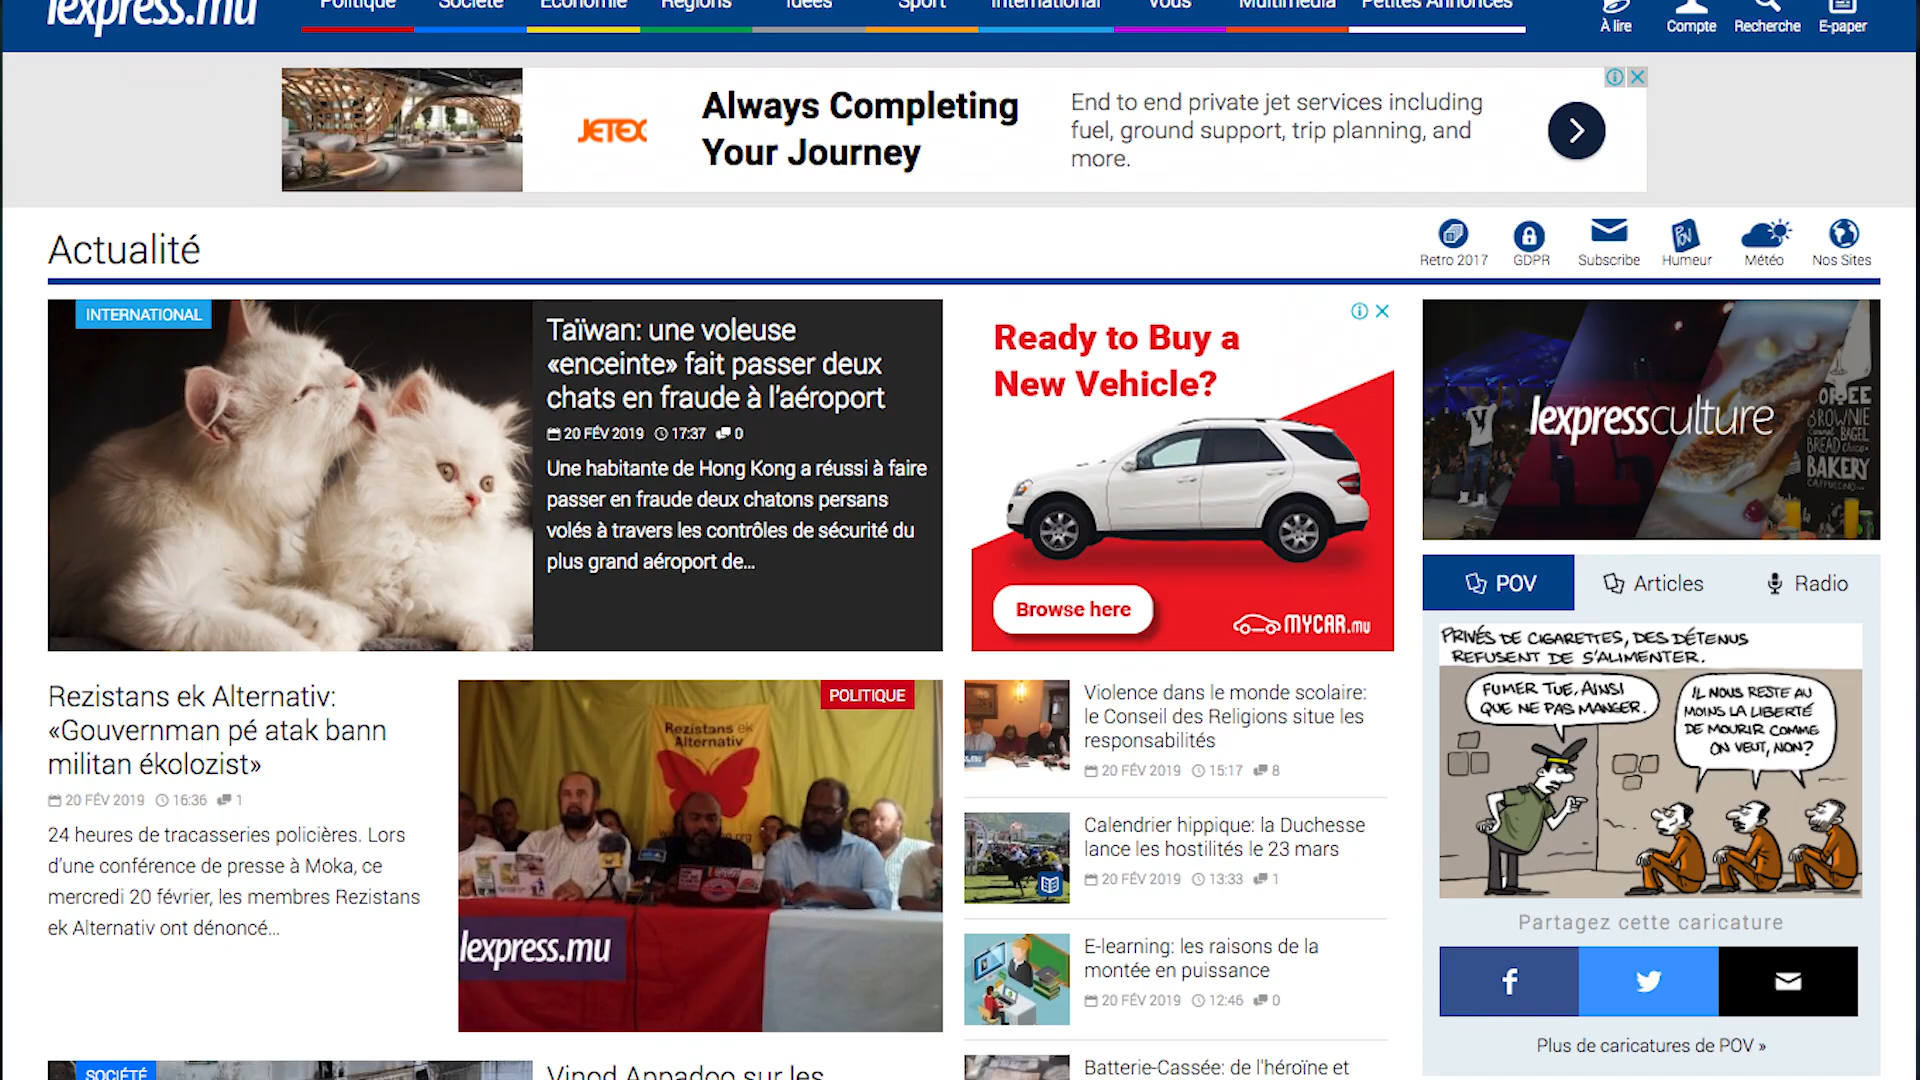 lexpress.mu
Politique Société Economie Régions Idées Sport International Vous Multimédia Petites Annonces
À lire Compte Recherche E-paper
JETEX
Always Completing
Your Journey
End to end private jet services including
fuel, ground support, trip planning, and
more.
Actualité
Retro 2017 GDPR Subscribe Humeur Météo Nos Sites
POV
INTERNATIONAL
Taïwan: une voleuse
«enceinte» fait passer deux
chats en fraude à l'aéroport
20 FÉV 2019 17:37 0
Une habitante de Hong Kong a réussi à faire
passer en fraude deux chatons persans
volés à travers les contrôles de sécurité du
plus grand aéroport de...
Ready to Buy a
New Vehicle?
Browse here
MYCAR.mu
lexpressculture
BROWNIE
BAGEL
BREAD
BAKERY
POV Articles Radio
PRIVÉS DE CIGARETTES, DES DÉTENUS
REFUSENT DE S'ALIMENTER.
FUMER TUE, AINSI
QUE NE PAS MANGER.
IL NOUS RESTE AU
MOINS LA LIBERTÉ
DE MOURIR COMME
ON VEUT, NON?
Partagez cette caricature
Plus de caricatures de POV »
Rezistans ek Alternativ:
«Gouvernman pé atak bann
militan ékolozist»
20 FÉV 2019 16:36 1
24 heures de tracasseries policières. Lors
d'une conférence de presse à Moka, ce
mercredi 20 février, les membres Rezistans
ek Alternativ ont dénoncé...
POLITIQUE
Rezistans ek
Alternativ
lexpress.mu
Violence dans le monde scolaire:
le Conseil des Religions situe les
responsabilités
20 FÉV 2019 15:17 8
Calendrier hippique: la Duchesse
lance les hostilités le 23 mars
20 FÉV 2019 13:33 1
E-learning: les raisons de la
montée en puissance
20 FÉV 2019 12:46 0
Batterie-Cassée: de l'héroïne et
SOCIÉTÉ
Vinod Appadoo sur les